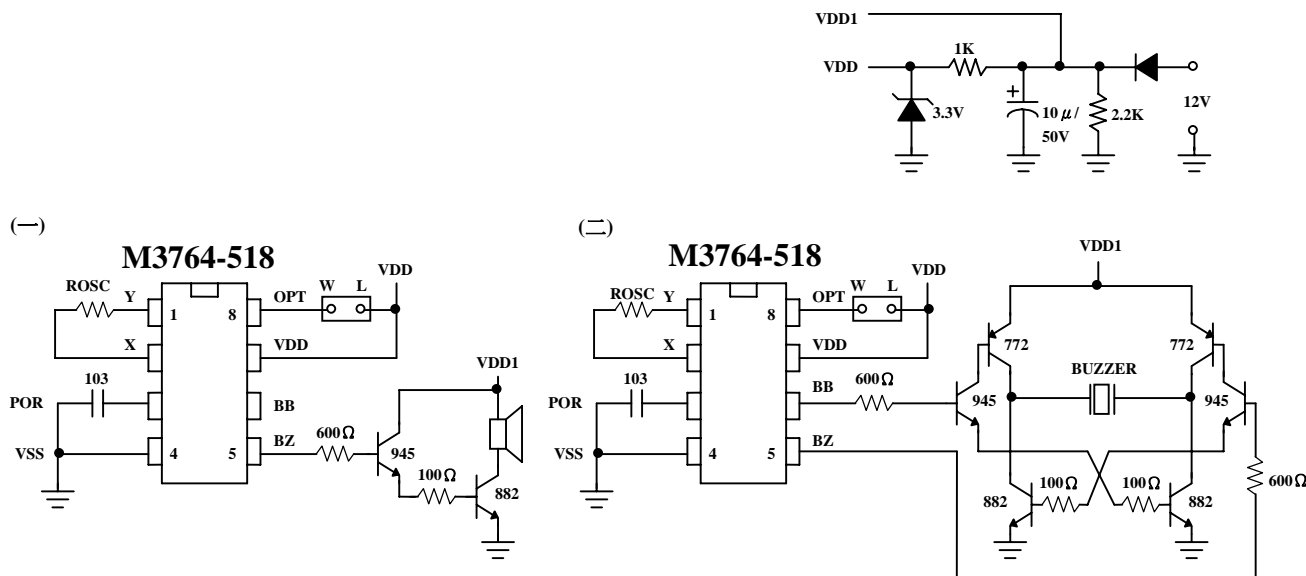 VDD1
1K
VDD
3.3V
10μ/
50V
2.2K
12V
(一)
M3764-518
ROSC
Y
1
8
OPT
W
L
VDD
X
VDD
103
POR
BB
VSS
4
5
BZ
600Ω
945
100Ω
882
VDD1
(二)
M3764-518
ROSC
Y
1
8
OPT
W
L
VDD
X
VDD
103
POR
BB
600Ω
VSS
4
5
BZ
VDD1
772
772
BUZZER
945
945
100Ω
100Ω
882
882
600Ω